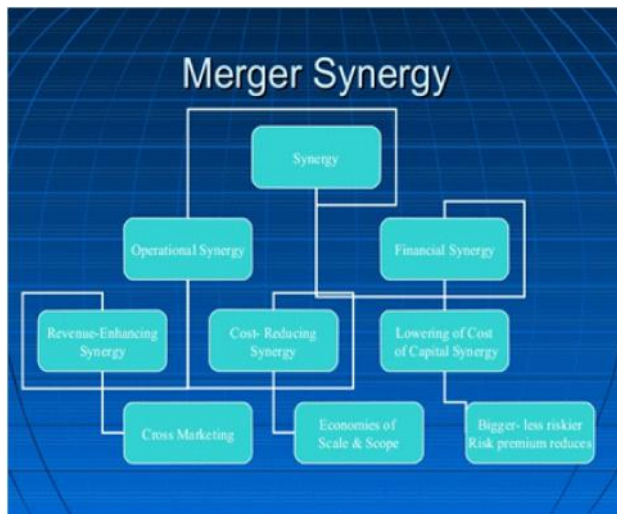 Merger Synergy
Synergy
Operational Synergy
Financial Synergy
Revenue-Enhancing
Synergy
Cost- Reducing
Synergy
Lowering of Cost
of Capital Synergy
Cross Marketing
Economies of
Scale & Scope
Bigger- less riskier
Risk premium reduces